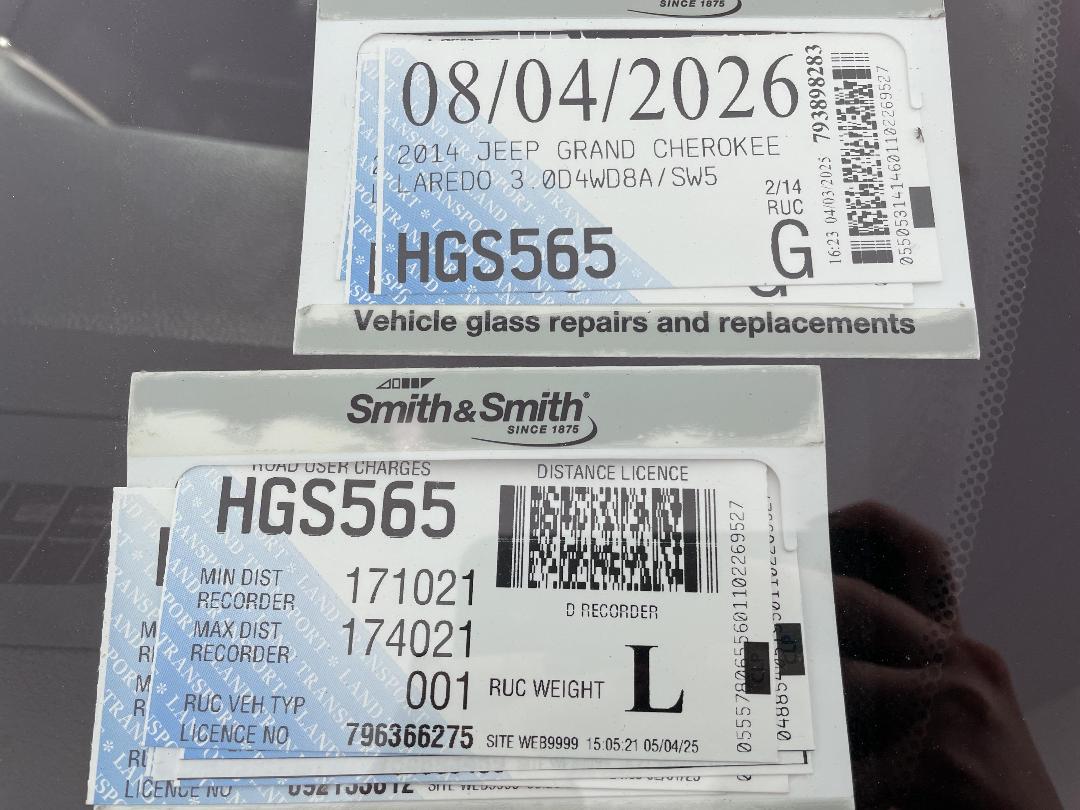 SINCE 1875
08/04/2026
2014 JEEP GRAND CHEROKEE
LAREDO 3.0D4WD8A/SW5
2/14
RUC
HGS565
G
16:23 04/03/2025 793898283
0550531414601102269527
Vehicle glass repairs and replacements
Smith&Smith®
SINCE 1875
ROAD USER CHARGES
DISTANCE LICENCE
HGS565
MIN DIST
RECORDER
171021
D RECORDER
MAX DIST
RECORDER
174021
RUC VEH TYP
001
RUC WEIGHT
L
LICENCE NO
796366275
SITE WEB9999 15:05:21 05/04/25
CLP
CLP
LICENCE NO